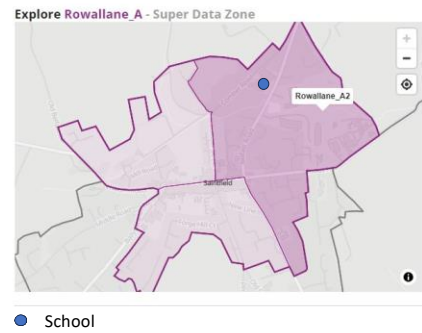 Explore Rowallane_A - Super Data Zone
+
−
Rowallane_A2
Saintfield
i
School